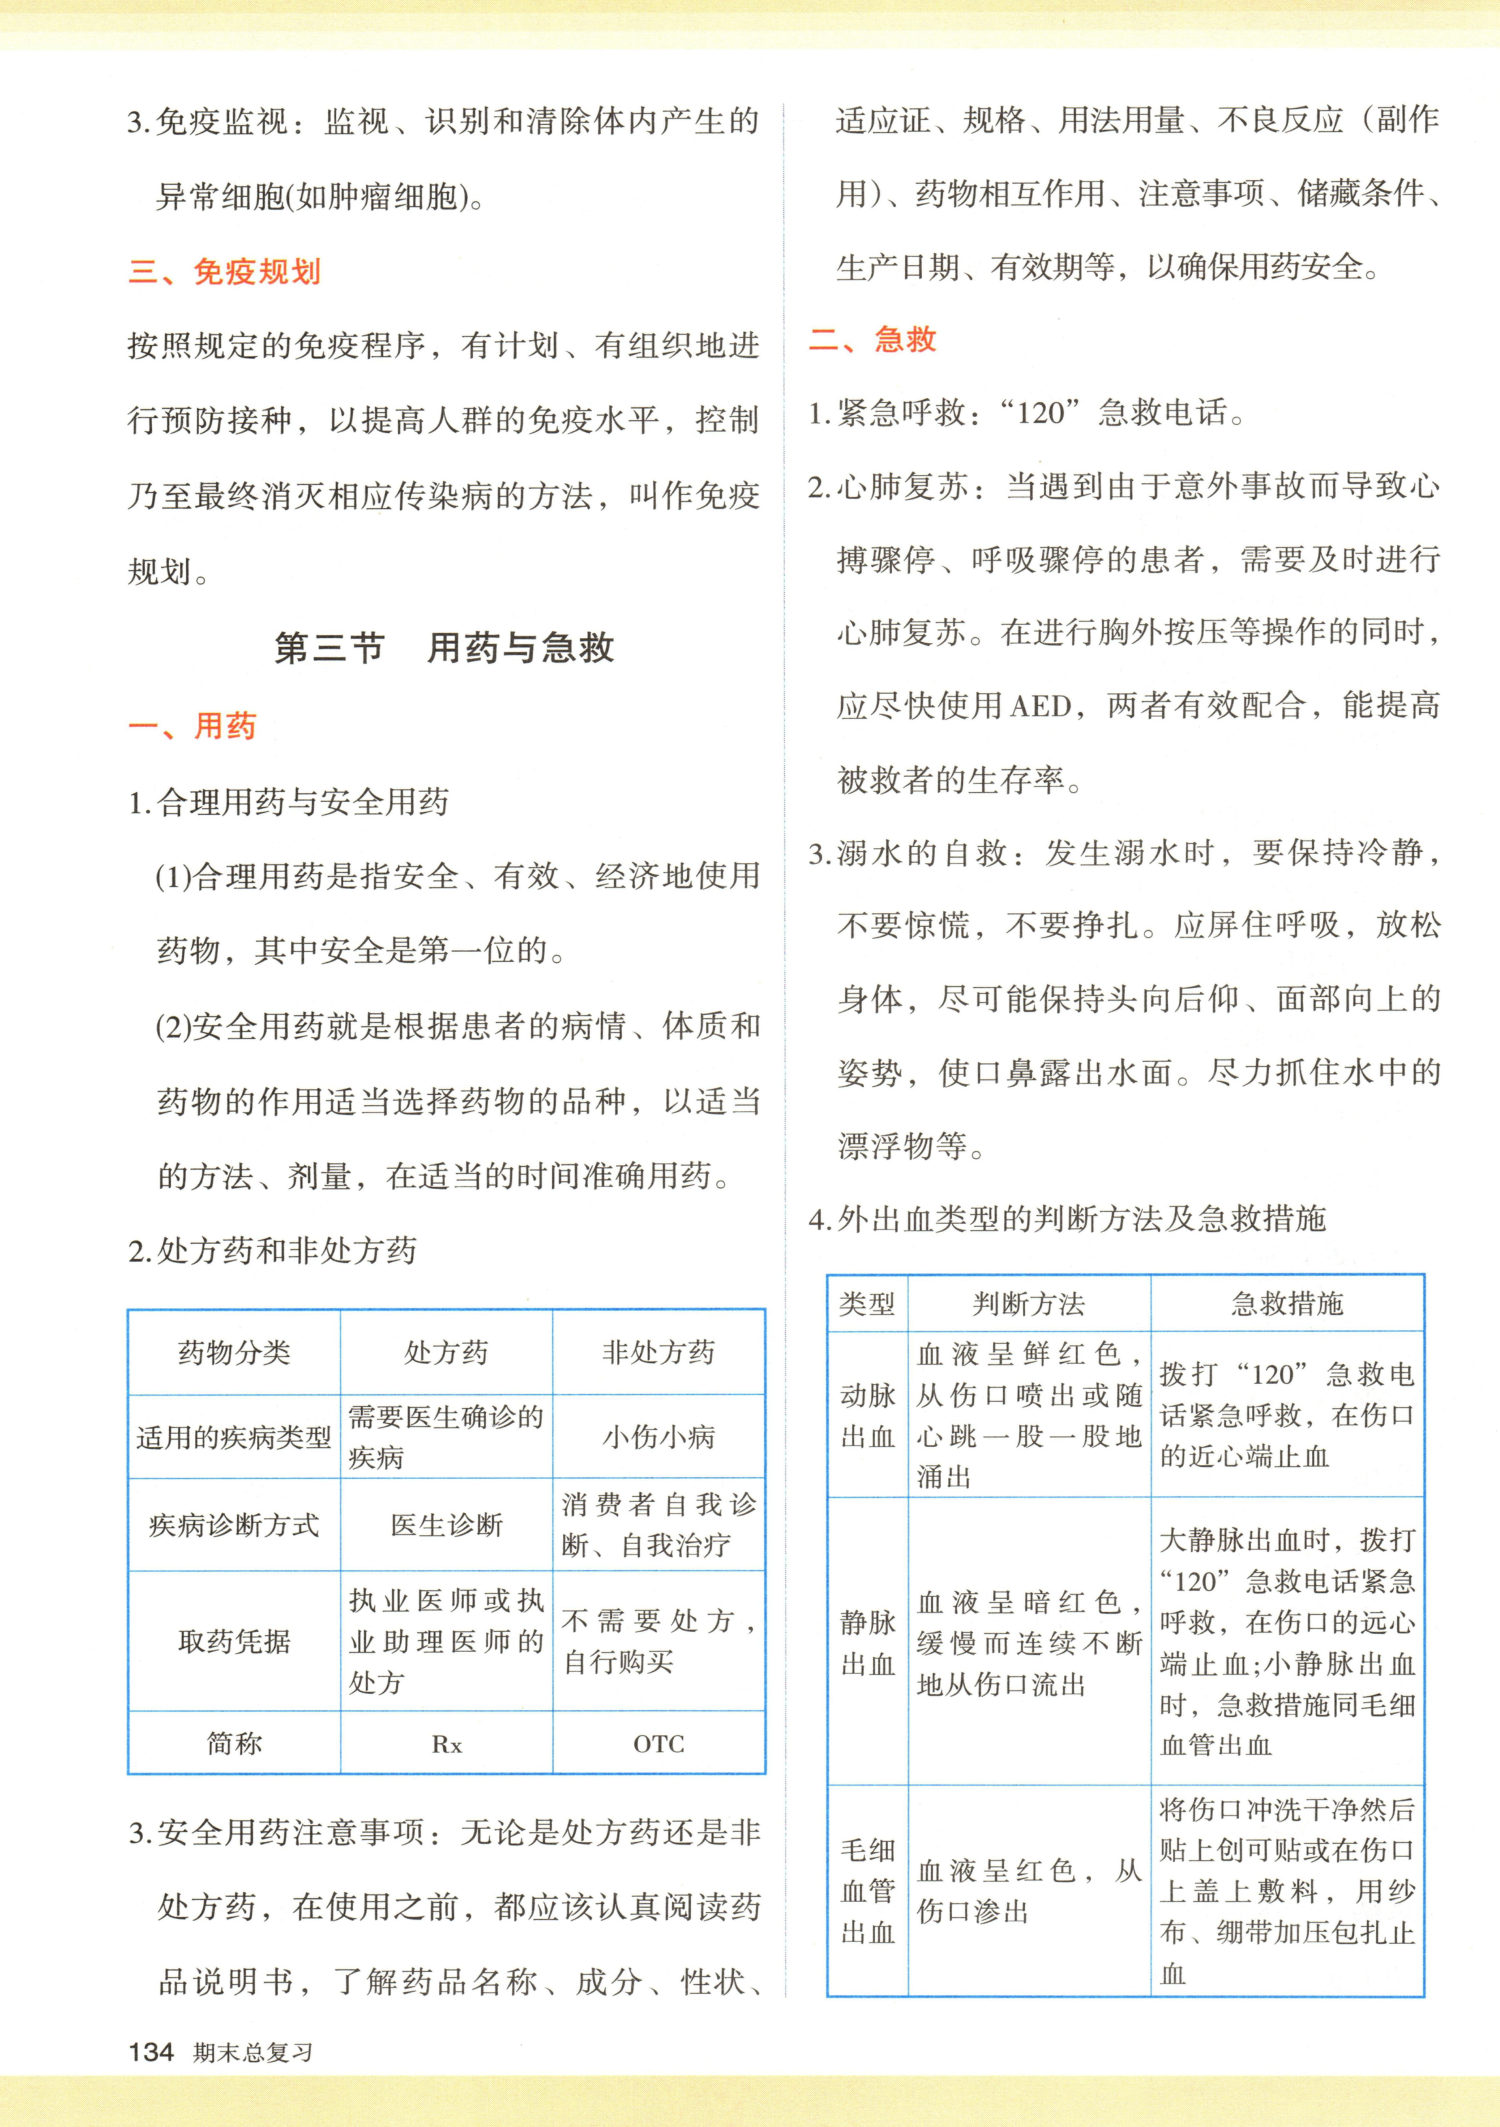 3.免疫监视：监视、识别和清除体内产生的
异常细胞(如肿瘤细胞)。
三、免疫规划
按照规定的免疫程序，有计划、有组织地进
行预防接种，以提高人群的免疫水平，控制
乃至最终消灭相应传染病的方法，叫作免疫
规划。
第三节　用药与急救
一、用药
1.合理用药与安全用药
(1)合理用药是指安全、有效、经济地使用
药物，其中安全是第一位的。
(2)安全用药就是根据患者的病情、体质和
药物的作用适当选择药物的品种，以适当
的方法、剂量，在适当的时间准确用药。
2.处方药和非处方药
药物分类　处方药　非处方药
适用的疾病类型　需要医生确诊的
疾病　小伤小病
疾病诊断方式　医生诊断　消费者自我诊
断、自我治疗
取药凭据　执业医师或执
业助理医师的
处方　不需要处方，
自行购买
简称　Rx　OTC
3.安全用药注意事项：无论是处方药还是非
处方药，在使用之前，都应该认真阅读药
品说明书，了解药品名称、成分、性状、
适应证、规格、用法用量、不良反应（副作
用）、药物相互作用、注意事项、储藏条件、
生产日期、有效期等，以确保用药安全。
二、急救
1.紧急呼救：“120”急救电话。
2.心肺复苏：当遇到由于意外事故而导致心
搏骤停、呼吸骤停的患者，需要及时进行
心肺复苏。在进行胸外按压等操作的同时，
应尽快使用AED，两者有效配合，能提高
被救者的生存率。
3.溺水的自救：发生溺水时，要保持冷静，
不要惊慌，不要挣扎。应屏住呼吸，放松
身体，尽可能保持头向后仰、面部向上的
姿势，使口鼻露出水面。尽力抓住水中的
漂浮物等。
4.外出血类型的判断方法及急救措施
类型　判断方法　急救措施
动脉
出血
血液呈鲜红色，
从伤口喷出或随
心跳一股一股地
涌出
拨打“120”急救电
话紧急呼救，在伤口
的近心端止血
静脉
出血
血液呈暗红色，
缓慢而连续不断
地从伤口流出
大静脉出血时，拨打
“120”急救电话紧急
呼救，在伤口的远心
端止血;小静脉出血
时，急救措施同毛细
血管出血
毛细
血管
出血
血液呈红色，从
伤口渗出
将伤口冲洗干净然后
贴上创可贴或在伤口
上盖上敷料，用纱
布、绷带加压包扎止
血
134 期末总复习